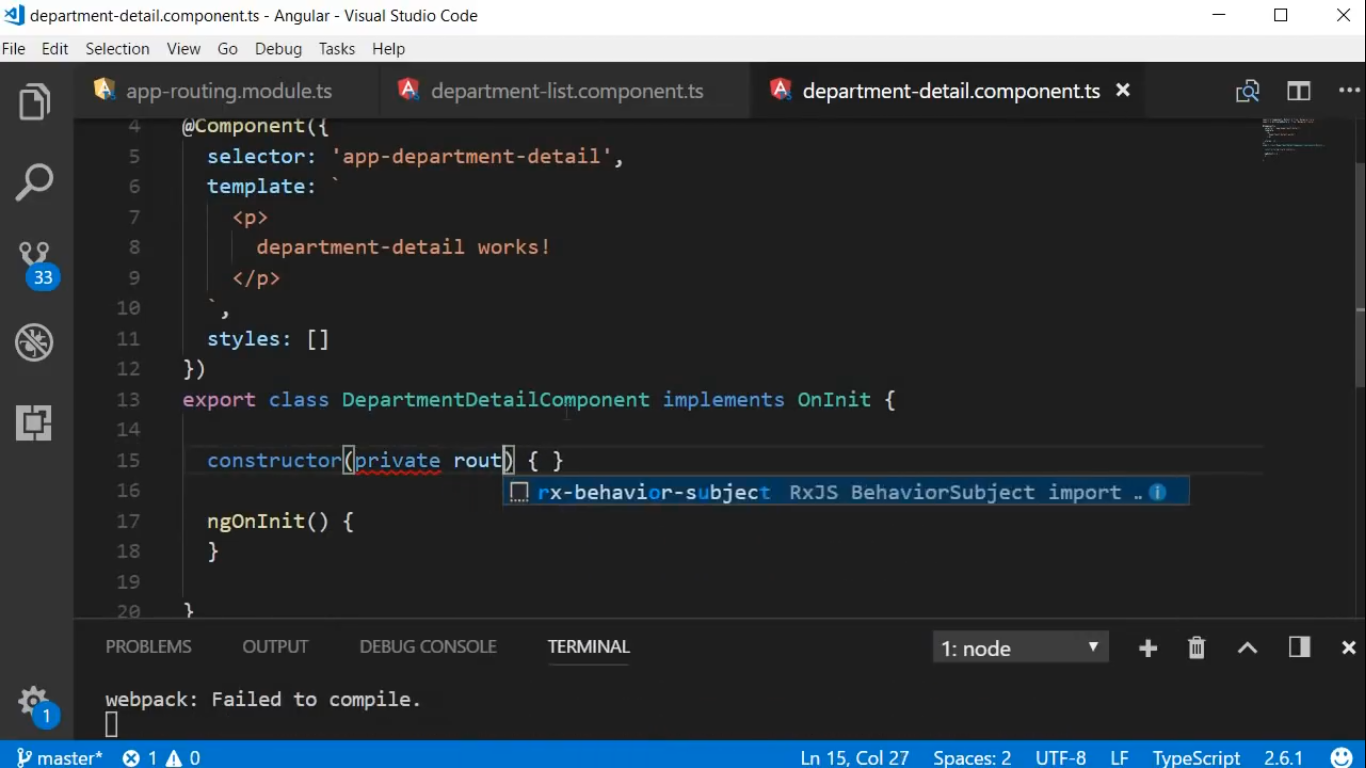 department-detail.component.ts - Angular - Visual Studio Code
File Edit Selection View Go Debug Tasks Help
app-routing.module.ts department-list.component.ts department-detail.component.ts
4 @Component({
5 selector: 'app-department-detail',
6 template: `
7 <p>
8 department-detail works!
9 </p>
10 `,
11 styles: []
12 })
13 export class DepartmentDetailComponent implements OnInit {
14
15 constructor(private rout) { }
16 rx-behavior-subject RxJS BehaviorSubject import ..
17 ngOnInit() {
18 }
19
20 }
PROBLEMS OUTPUT DEBUG CONSOLE TERMINAL 1: node
webpack: Failed to compile.
33
1
master* 1 0 Ln 15, Col 27 Spaces: 2 UTF-8 LF TypeScript 2.6.1